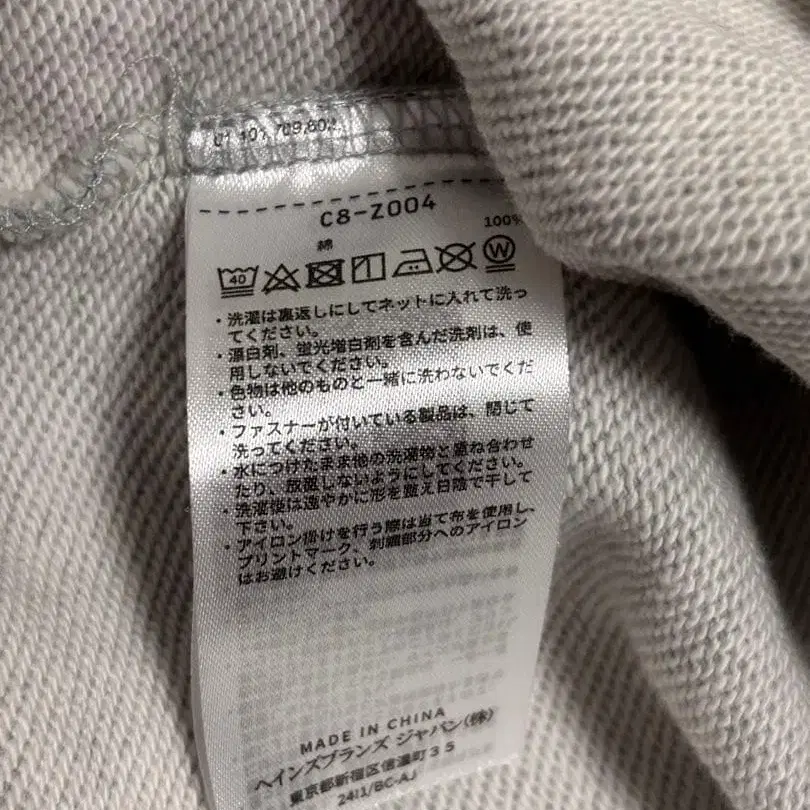 C8-Z004
綿
100%
40
W
・洗濯は裏返しにしてネットに入れて洗っ
てください。
・漂白剤、蛍光増白剤を含んだ洗剤は、使
用しないでください。
・色物は他のものと一緒に洗わないでくだ
さい。
・ファスナーが付いている製品は、閉じて
洗ってください。
・水につけたまま他の洗濯物と重ね合わせ
たり、放置しないようにしてください。
・洗濯後は速やかに形を整え日陰で干して
下さい。
・アイロン掛けを行う際は当て布を使用し、
プリントマーク、刺繍部分へのアイロン
はお避けください。
MADE IN CHINA
ヘインズブランズ ジャパン(株)
東京都新宿区信濃町35
24I1/BC-AJ